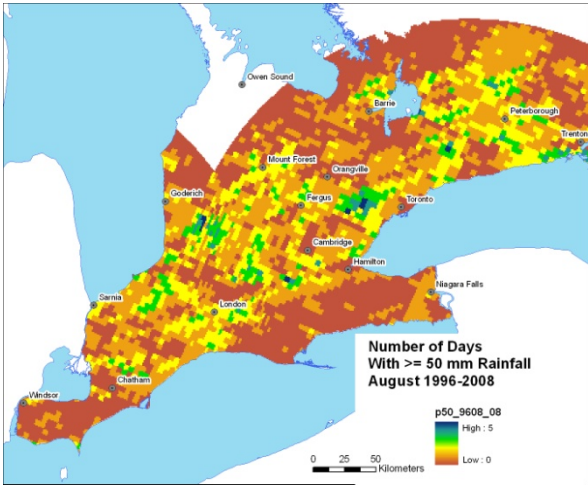 Owen Sound
Barrie
Peterborough
Trenton
Mount Forest
Orangville
Goderich
Fergus
Toronto
Cambridge
Hamilton
Niagara Falls
Sarnia
London
Chatham
Windsor
Number of Days
With >= 50 mm Rainfall
August 1996-2008
p50_9608_08
High : 5
Low : 0
0 25 50
Kilometers